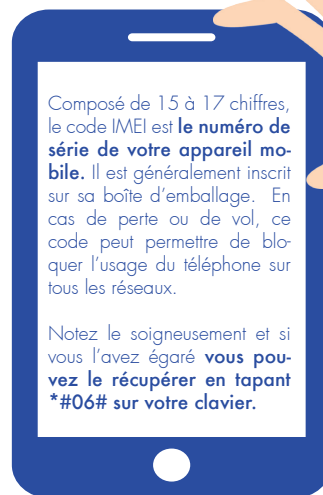 Composé de 15 à 17 chiffres,
le code IMEI est le numéro de
série de votre appareil mo-
bile. Il est généralement inscrit
sur sa boîte d'emballage. En
cas de perte ou de vol, ce
code peut permettre de blo-
quer l'usage du téléphone sur
tous les réseaux.
Notez le soigneusement et si
vous l'avez égaré vous pou-
vez le récupérer en tapant
*#06# sur votre clavier.